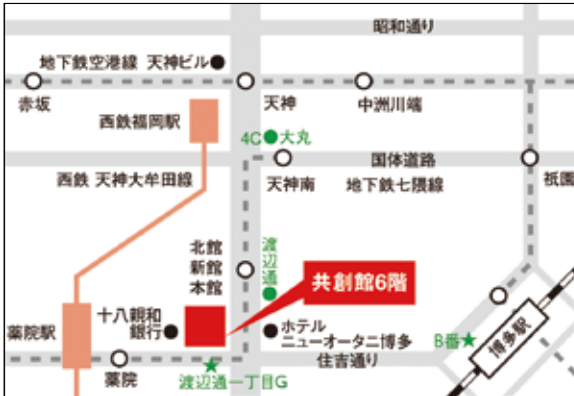 昭和通り
地下鉄空港線 天神ビル
赤坂
天神
中洲川端
西鉄福岡駅
4C 大丸
国体道路
西鉄 天神大牟田線
天神南
地下鉄七隈線
祇園
北館
新館
本館
渡辺通
共創館6階
十八親和
銀行
ホテル
ニューオータニ博多
薬院駅
B番
博多駅
住吉通り
薬院
渡辺通一丁目G